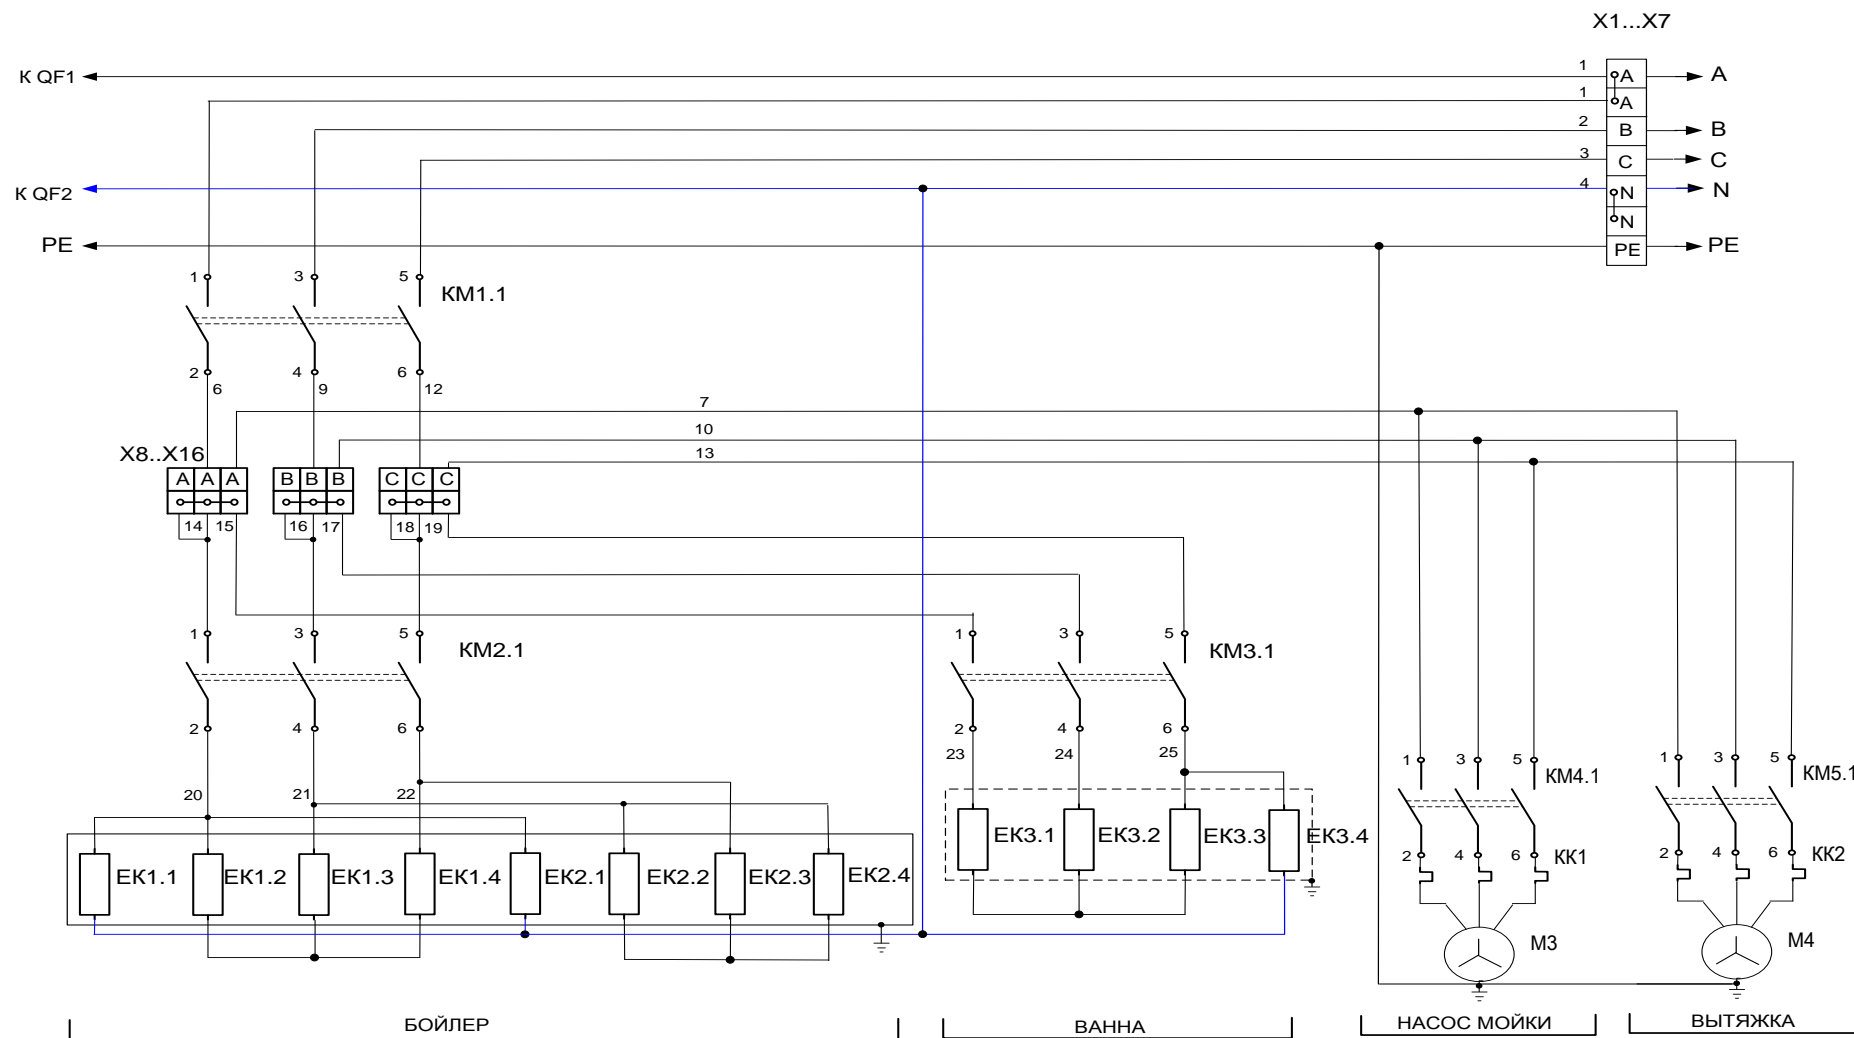 X1...X7
К QF1
1
A
A
1
A
2
B
B
3
C
C
К QF2
4
N
N
N
PE
PE
PE
1
3
5
КМ1.1
2
4
6
6
9
12
7
10
13
X8..X16
A A A
B B B
C C C
14
15
16
17
18
19
1
3
5
КМ2.1
1
3
5
КМ3.1
2
4
6
2
4
6
23
24
25
1
3
5
КМ4.1
1
3
5
КМ5.1
20
21
22
ЕК3.1
ЕК3.2
ЕК3.3
ЕК3.4
2
4
6
КК1
2
4
6
КК2
ЕК1.1
ЕК1.2
ЕК1.3
ЕК1.4
ЕК2.1
ЕК2.2
ЕК2.3
ЕК2.4
М3
М4
БОЙЛЕР
ВАННА
НАСОС МОЙКИ
ВЫТЯЖКА